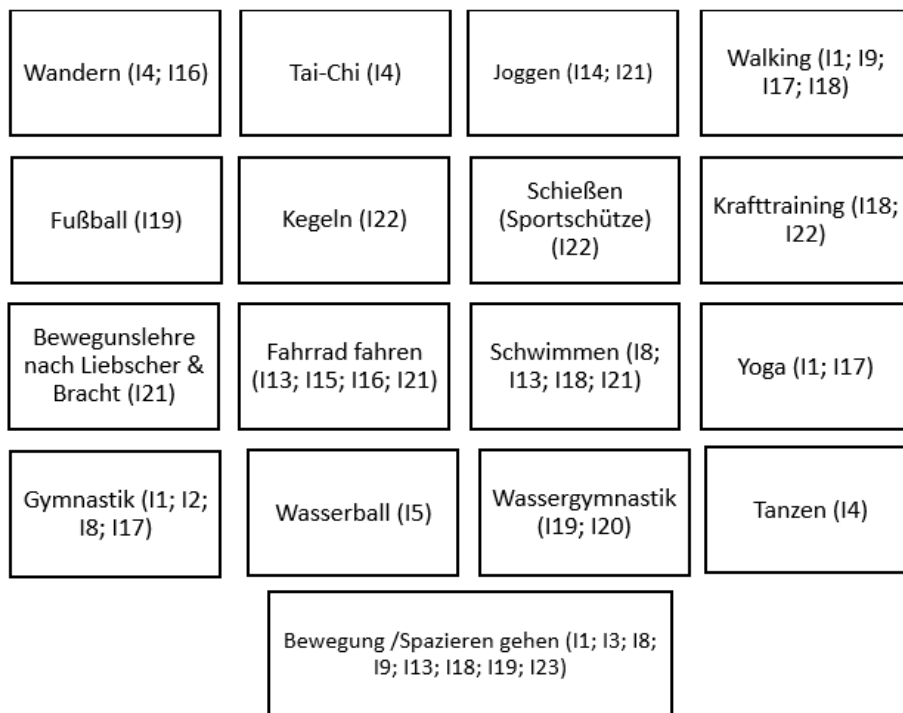 Wandern (I4; I16)
Tai-Chi (I4)
Joggen (I14; I21)
Walking (I1; I9;
I17; I18)
Fußball (I19)
Kegeln (I22)
Schießen
(Sportschütze)
(I22)
Krafttraining (I18;
I22)
Bewegunslehre
nach Liebscher &
Bracht (I21)
Fahrrad fahren
(I13; I15; I16; I21)
Schwimmen (I8;
I13; I18; I21)
Yoga (I1; I17)
Gymnastik (I1; I2;
I8; I17)
Wasserball (I5)
Wassergymnastik
(I19; I20)
Tanzen (I4)
Bewegung /Spazieren gehen (I1; I3; I8;
I9; I13; I18; I19; I23)